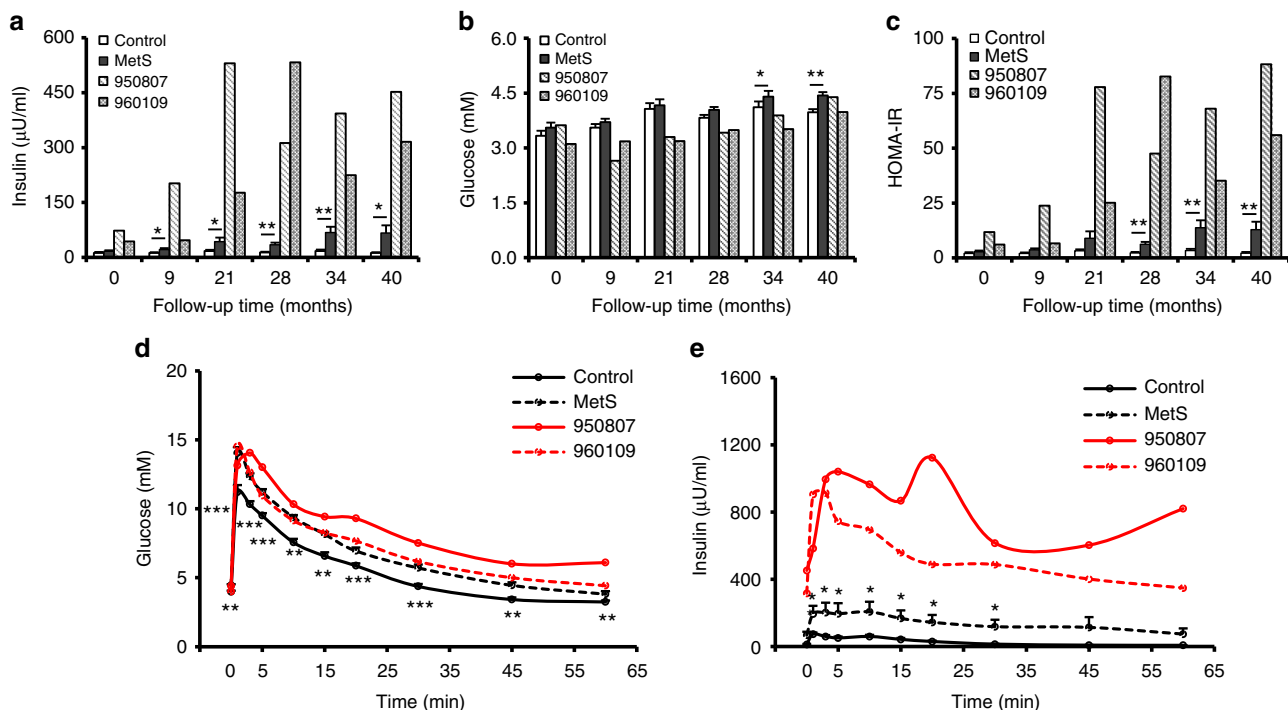 a
Insulin (μU/ml)
600
450
300
150
0
Control
MetS
950807
960109
*
*
**
**
*
0 9 21 28 34 40
Follow-up time (months)
b
Glucose (mM)
6.0
4.5
3.0
1.5
0
Control
MetS
950807
960109
*
**
0 9 21 28 34 40
Follow-up time (months)
c
HOMA-IR
100
75
50
25
0
Control
MetS
950807
960109
**
**
**
0 9 21 28 34 40
Follow-up time (months)
d
Glucose (mM)
20
15
10
5
0
Control
MetS
950807
960109
***
***
***
**
**
***
***
**
**
**
0 5 15 25 35 45 55 65
Time (min)
e
Insulin (μU/ml)
1600
1200
800
400
0
Control
MetS
950807
960109
* * * * * * *
0 5 15 25 35 45 55 65
Time (min)